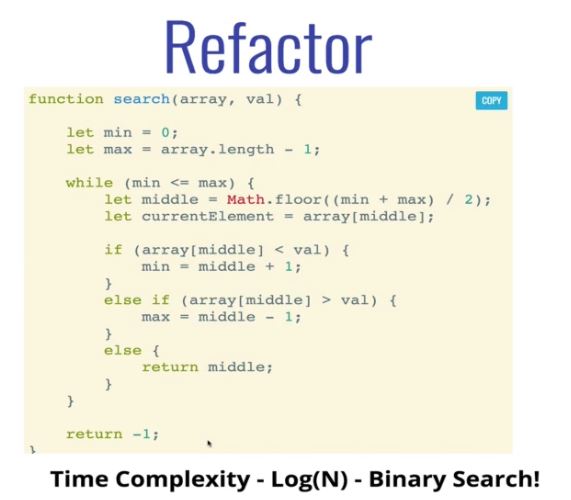 Refactor
function search(array, val) {
COPY
let min = 0;
let max = array.length - 1;
while (min <= max) {
let middle = Math.floor((min + max) / 2);
let currentElement = array[middle];
if (array[middle] < val) {
min = middle + 1;
}
else if (array[middle] > val) {
max = middle - 1;
}
else {
return middle;
}
}
return -1;
}
Time Complexity - Log(N) - Binary Search!